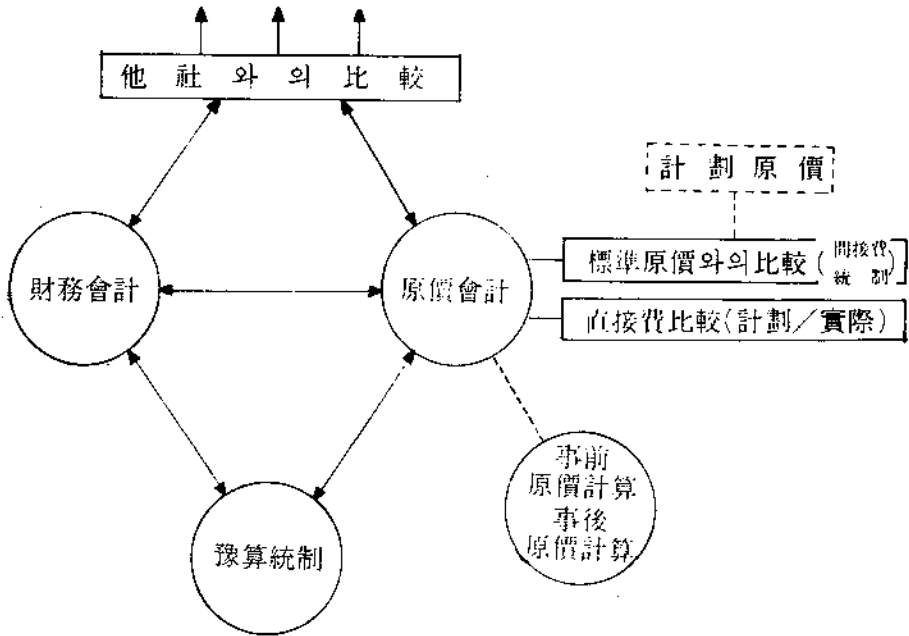 他社와의比較
計劃原價
財務會計
原價會計
標準原價와의比較(間接費
統制)
直接費比較(計劃／實際)
事前
原價計算
事後
原價計算
豫算統制